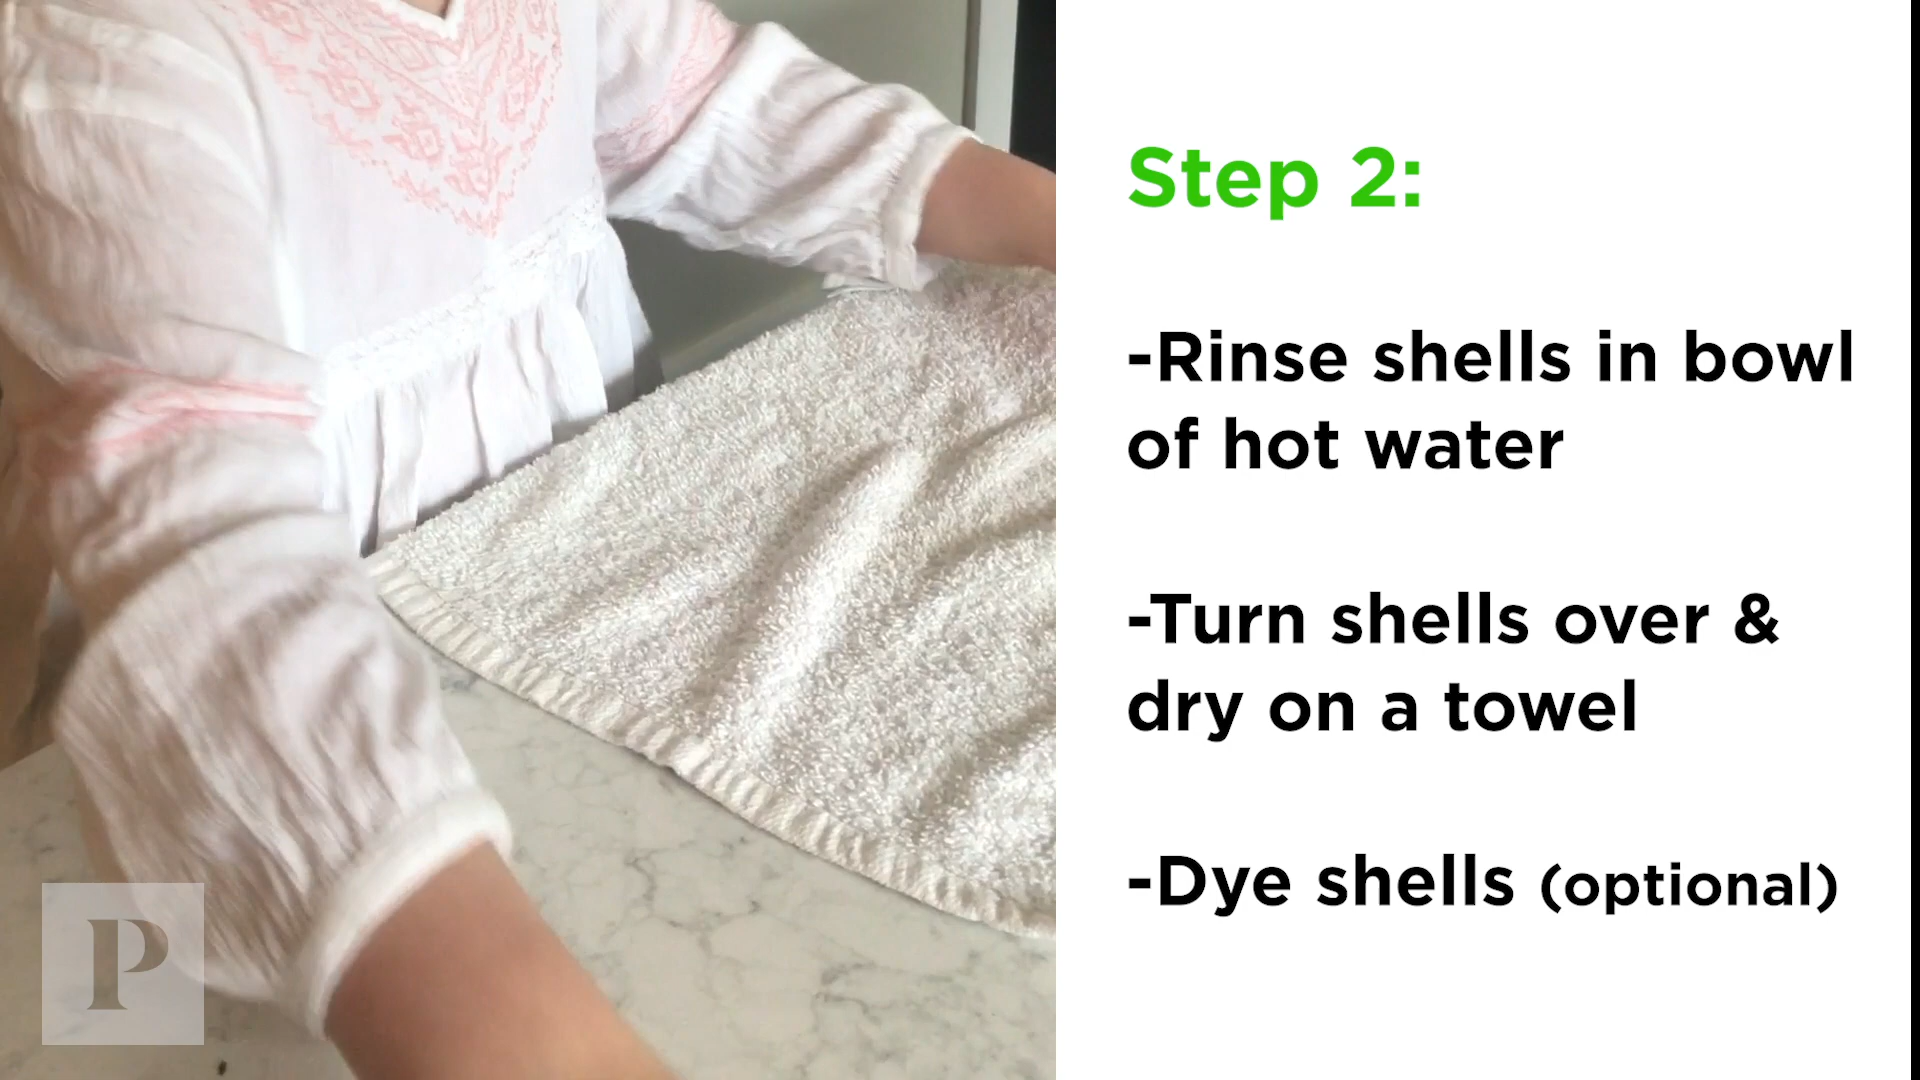 Step 2:
-Rinse shells in bowl
of hot water
-Turn shells over &
dry on a towel
-Dye shells (optional)
P